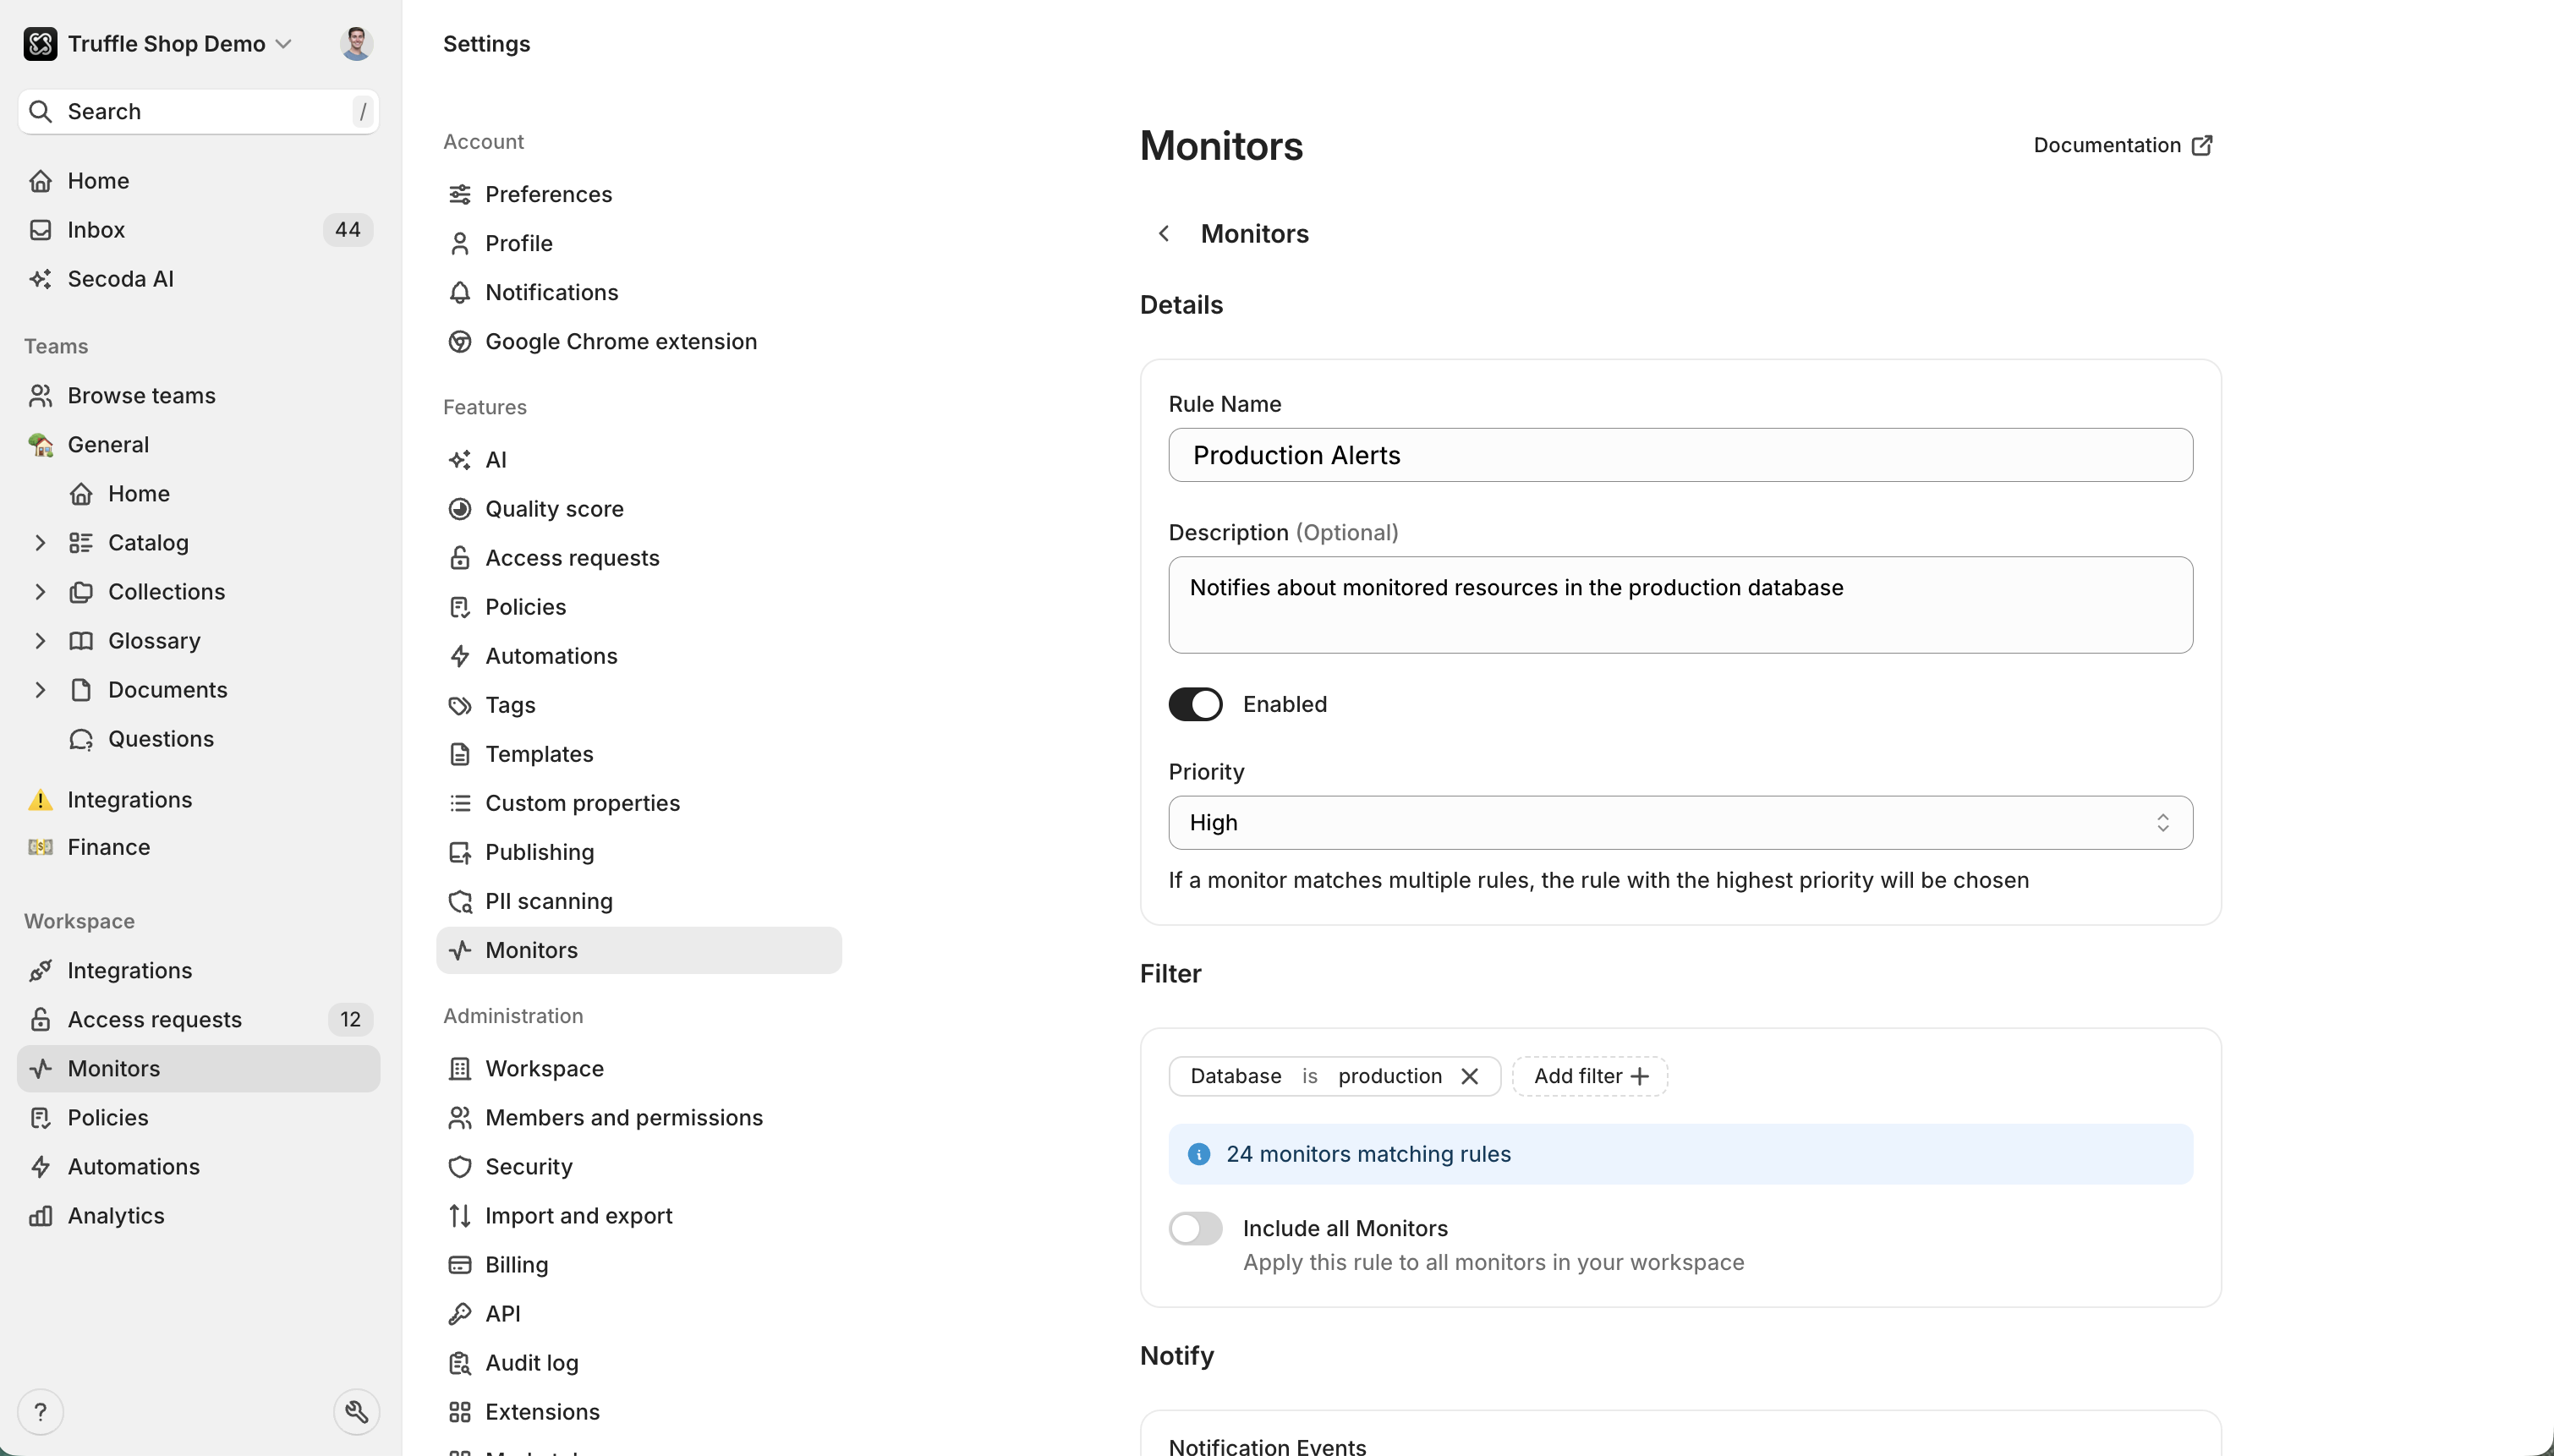 Truffle Shop Demo
Search
/
Home
Inbox
44
Secoda AI
Teams
Browse teams
General
Home
Catalog
Collections
Glossary
Documents
Questions
Integrations
Finance
Workspace
Integrations
Access requests
12
Monitors
Policies
Automations
Analytics
?
Settings
Account
Preferences
Profile
Notifications
Google Chrome extension
Features
AI
Quality score
Access requests
Policies
Automations
Tags
Templates
Custom properties
Publishing
PII scanning
Monitors
Administration
Workspace
Members and permissions
Security
Import and export
Billing
API
Audit log
Extensions
Monitors
Documentation
Monitors
Details
Rule Name
Production Alerts
Description (Optional)
Notifies about monitored resources in the production database
Enabled
Priority
High
If a monitor matches multiple rules, the rule with the highest priority will be chosen
Filter
Database is production
Add filter
24 monitors matching rules
Include all Monitors
Apply this rule to all monitors in your workspace
Notify
Notification Events